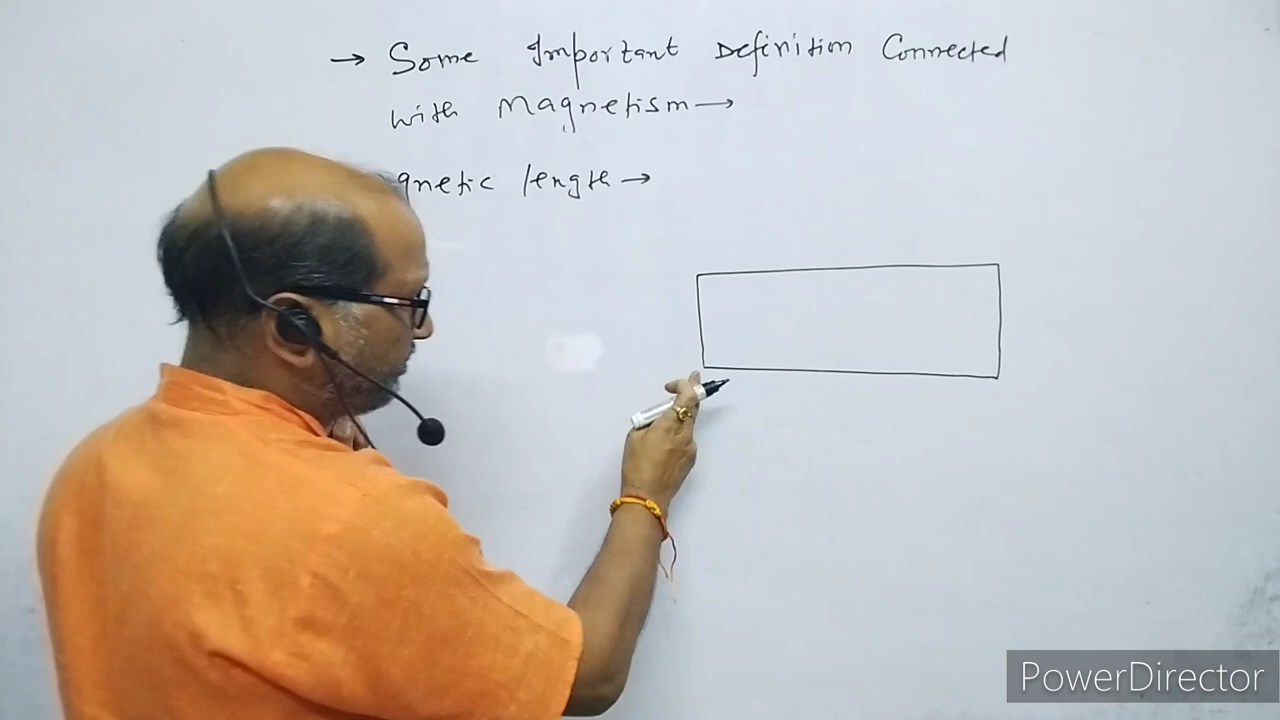 → Some Important Definition Connected
with Magnetism →
gnetic length →
PowerDirector